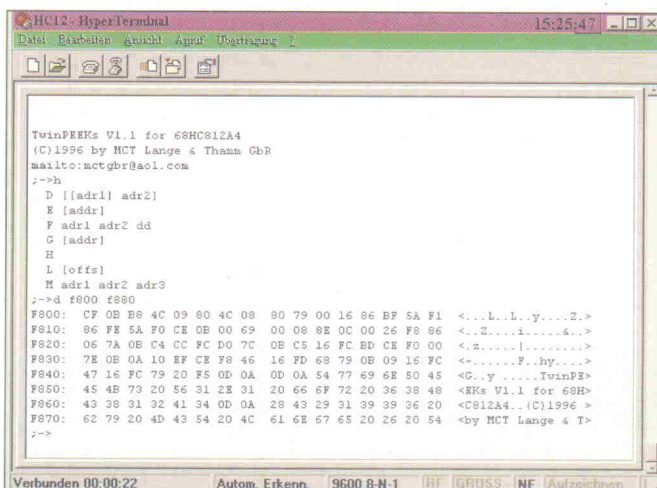 HC12 - HyperTerminal 15:25:47
Datei Bearbeiten Ansicht Anruf Übertragung ?
TwinPEEKs V1.1 for 68HC812A4
(C)1996 by MCT Lange & Thamm GbR
mailto:mctgbr@aol.com
;->h
D [[adr1] adr2]
E [addr]
F adr1 adr2 dd
G [addr]
H
L [offs]
M adr1 adr2 adr3
;->d f800 f880
F800: CF 0B B8 4C 09 80 4C 08 80 79 00 16 86 BF 5A F1 <...L..L..y....Z.>
F810: 86 FE 5A F0 CE 0B 00 69 00 08 8E 0C 00 26 F8 86 <..Z....i.....&..>
F820: 06 7A 0B C4 CC FC D0 7C 0B C5 16 FC BD CE F0 00 <.z.....|........>
F830: 7E 0B 0A 10 EF CE F8 46 16 FD 68 79 0B 09 16 FC <~......F..hy....>
F840: 47 16 FC 79 20 F5 0D 0A 0D 0A 54 77 69 6E 50 45 <G..y .....TwinPE>
F850: 45 4B 73 20 56 31 2E 31 20 66 6F 72 20 36 38 48 <EKs V1.1 for 68H>
F860: 43 38 31 32 41 34 0D 0A 28 43 29 31 39 39 36 20 <C812A4..(C)1996 >
F870: 62 79 20 4D 43 54 20 4C 61 6E 67 65 20 26 20 54 <by MCT Lange & T>
;->
Verbunden 00:00:22 Autom. Erkenn. 9600 8-N-1 RF GROSS NF Aufzeichnen